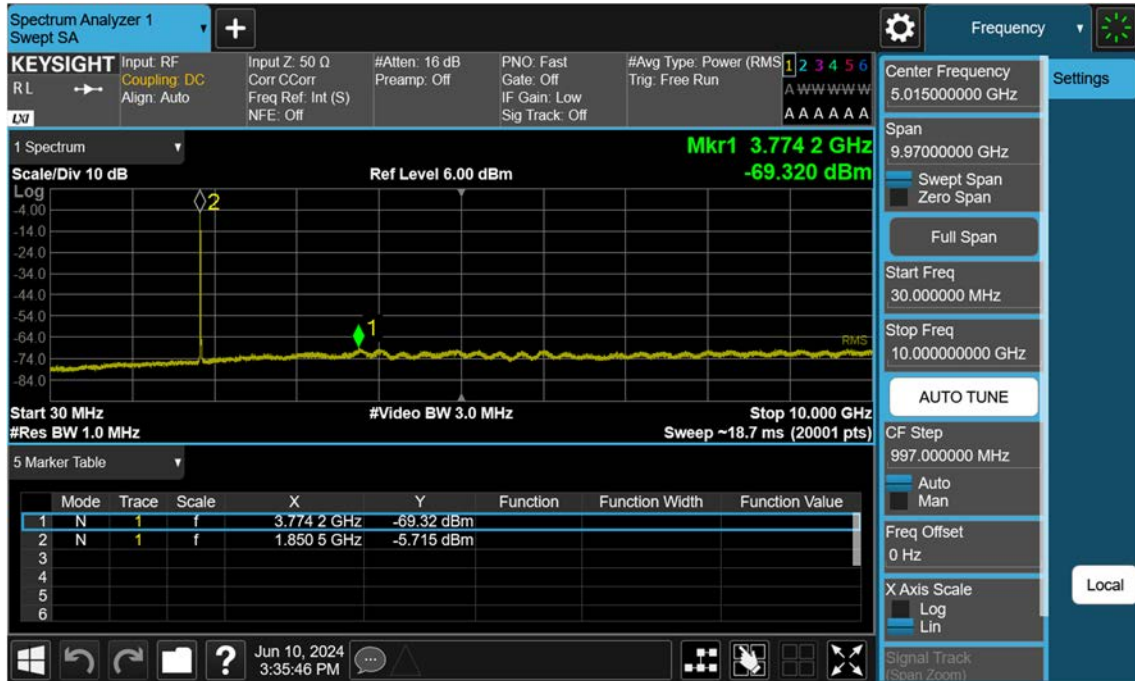 Spectrum Analyzer 1
Swept SA
+
Frequency
KEYSIGHT
RL
LXI
Input: RF
Coupling: DC
Align: Auto
Input Z: 50 Ω
Corr CCorr
Freq Ref: Int (S)
NFE: Off
#Atten: 16 dB
Preamp: Off
PNO: Fast
Gate: Off
IF Gain: Low
Sig Track: Off
#Avg Type: Power (RMS
Trig: Free Run
1 2 3 4 5 6
A W W W W W
A A A A A A
1 Spectrum
Mkr1 3.774 2 GHz
-69.320 dBm
Scale/Div 10 dB
Ref Level 6.00 dBm
Log
-4.00
-14.0
-24.0
-34.0
-44.0
-54.0
-64.0
-74.0
-84.0
2
1
RMS
Start 30 MHz
#Video BW 3.0 MHz
Stop 10.000 GHz
#Res BW 1.0 MHz
Sweep ~18.7 ms (20001 pts)
5 Marker Table
Mode Trace Scale X Y Function Function Width Function Value
1 N 1 f 3.774 2 GHz -69.32 dBm
2 N 1 f 1.850 5 GHz -5.715 dBm
3
4
5
6
?
Jun 10, 2024
3:35:46 PM
Center Frequency
5.015000000 GHz
Span
9.97000000 GHz
Swept Span
Zero Span
Full Span
Start Freq
30.000000 MHz
Stop Freq
10.000000000 GHz
AUTO TUNE
CF Step
997.000000 MHz
Auto
Man
Freq Offset
0 Hz
X Axis Scale
Log
Lin
Signal Track
(Span Zoom)
Settings
Local